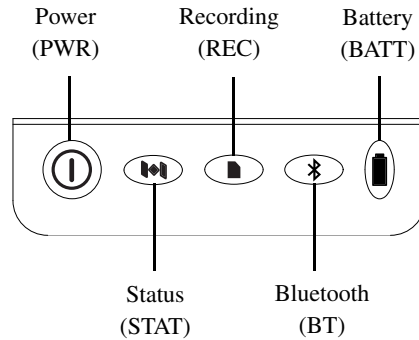 Power
(PWR)
Recording
(REC)
Battery
(BATT)
Status
(STAT)
Bluetooth
(BT)